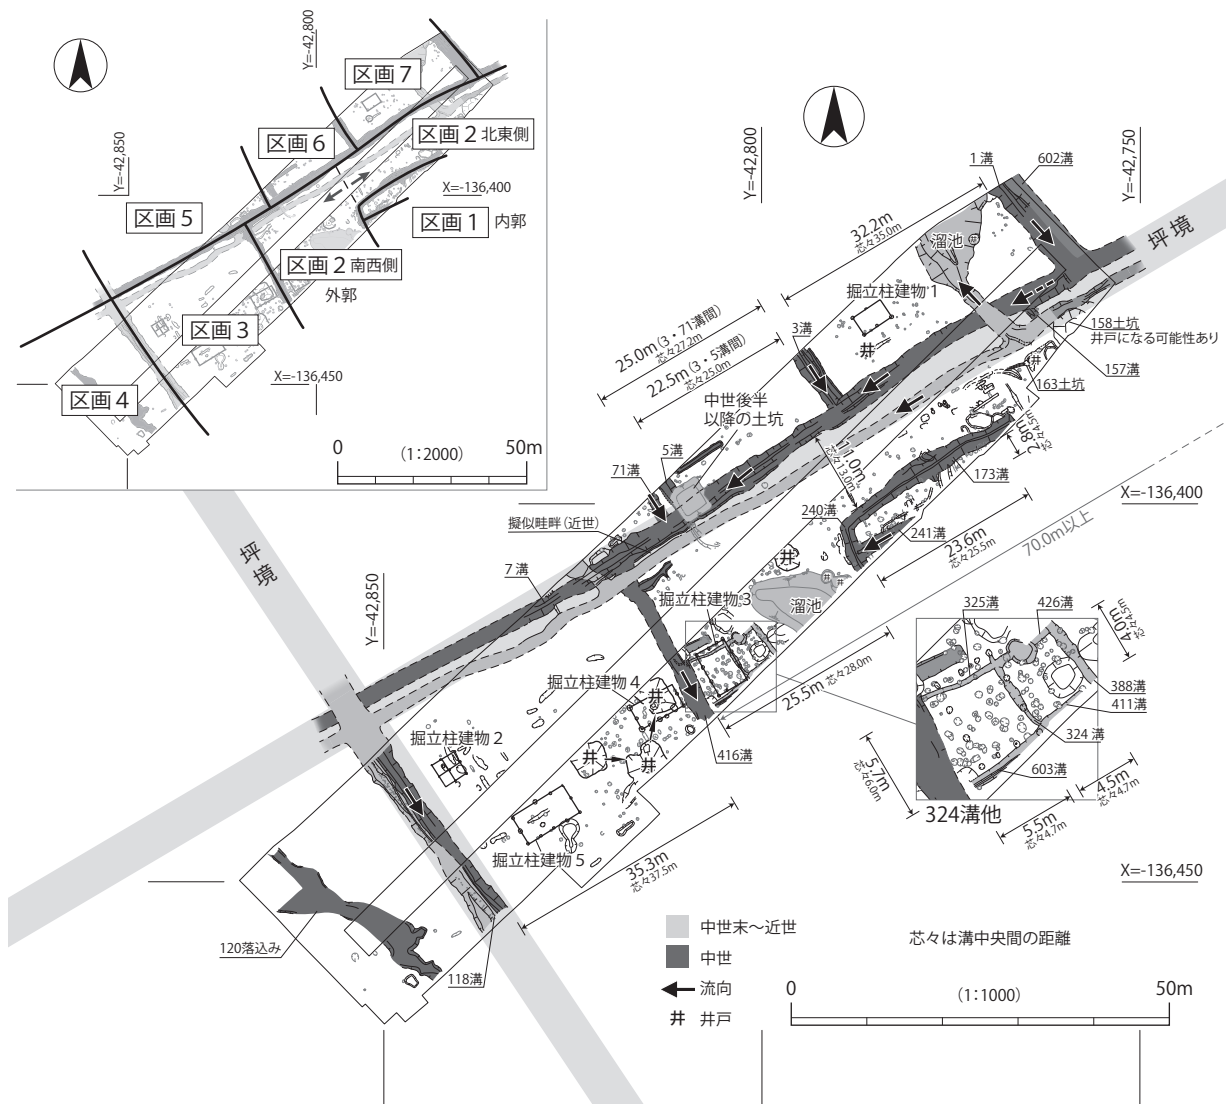 Y=-42,800
Y=-42,850
区画 7
区画 6
区画 2 北東側
X=-136,400
区画 5
区画 1 内郭
区画 2 南西側
外郭
区画 3
X=-136,450
区画 4
0 (1:2000) 50m
Y=-42,800
Y=-42,750
1 溝
602溝
坪境
32.2m
芯々35.0m
溜池
井
掘立柱建物 1
井
158土坑
井戸になる可能性あり
157溝
163土坑
井
3溝
25.0m(3・71溝間)
芯々27.2m
22.5m(3・5溝間)
芯々25.0m
中世後半
以降の土坑
5溝
71溝
擬似畦畔(近世)
7 溝
11.0m
芯々13.0m
2.8m
芯々4.5m
173溝
240溝
241溝
23.6m
芯々25.5m
70.0m以上
X=-136,400
坪境
Y=-42,850
井
井
井
溜池
掘立柱建物 3
掘立柱建物 4
井
掘立柱建物 2
井
井
416溝
25.5m 芯々28.0m
掘立柱建物 5
35.3m
芯々37.5m
325溝
426溝
4.0m
芯々4.5m
388溝
411溝
324 溝
603溝
5.7m
芯々6.0m
324溝他
4.5m
芯々4.7m
5.5m
芯々4.7m
X=-136,450
120落込み
118溝
中世末～近世
中世
流向
井 井戸
芯々は溝中央間の距離
0 (1:1000) 50m